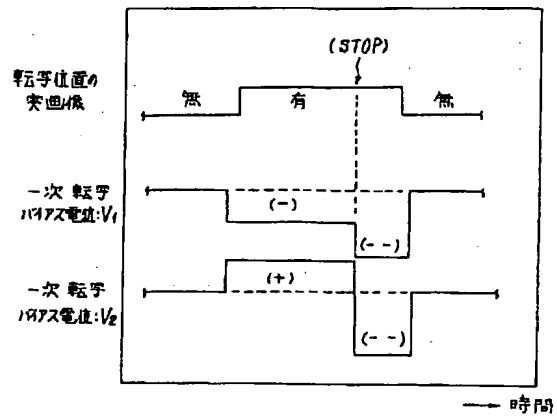 (STOP)
転写位置の
実画像
無 有 無
一次転写
バイアス電位:V1
(-)
(--)
一次転写
バイアス電位:V2
(+)
(--)
→ 時間